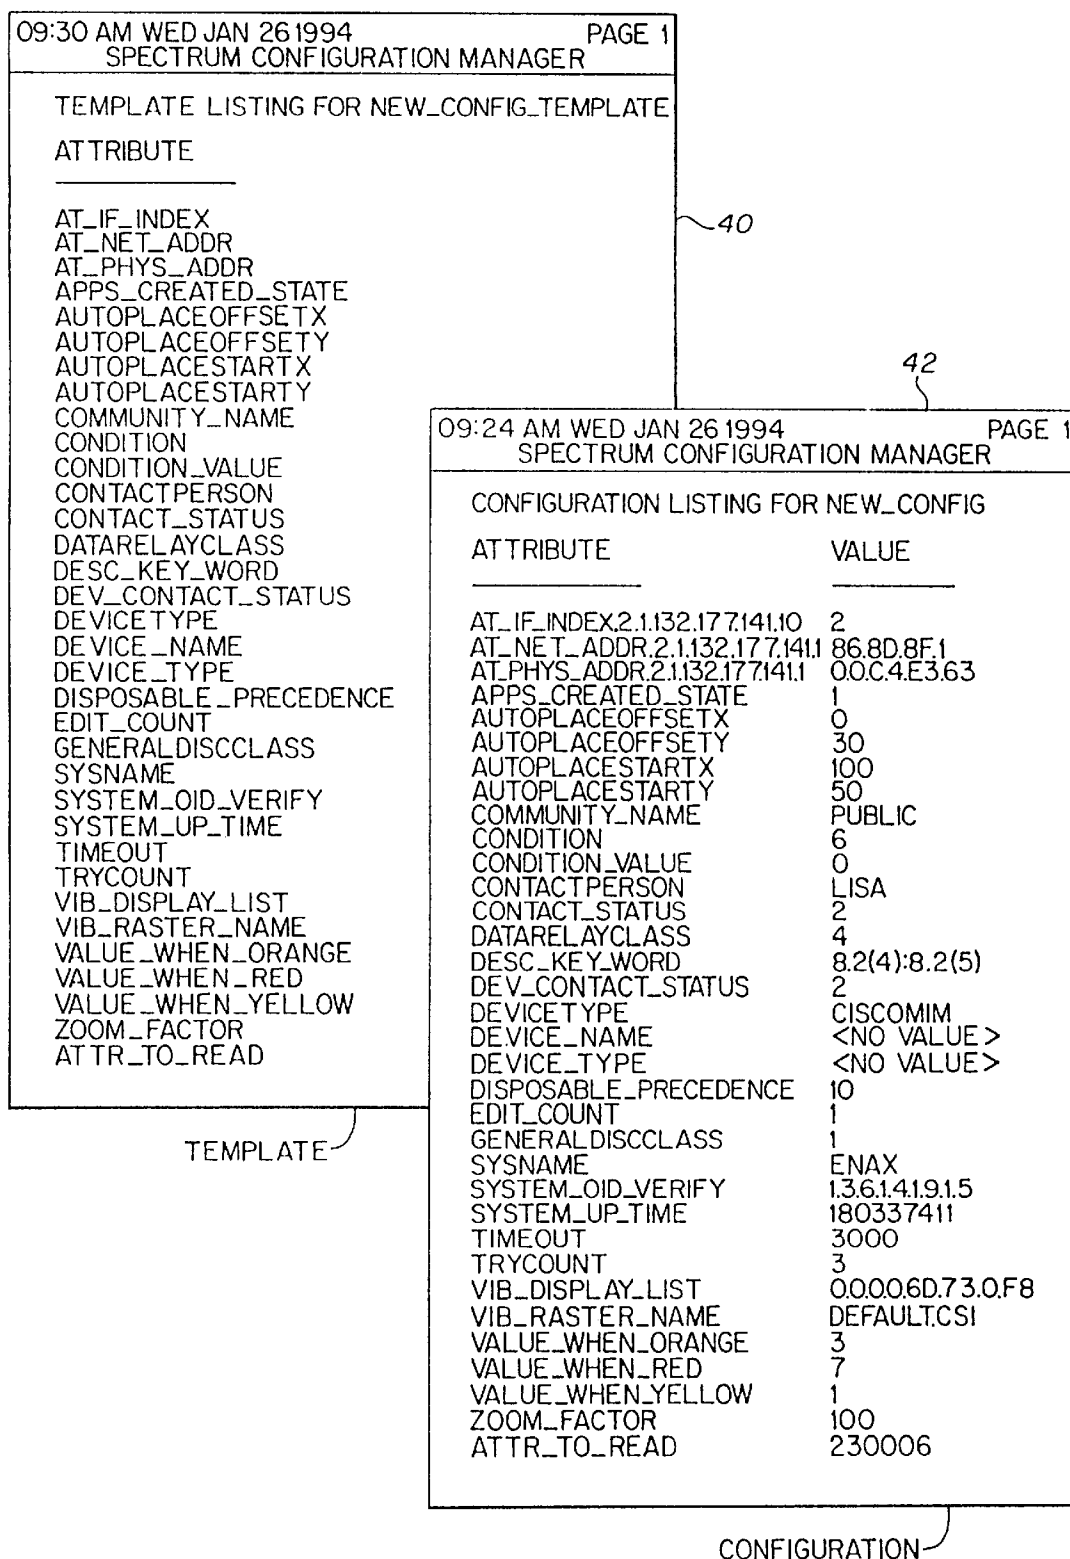 09:30 AM WED JAN 26 1994 PAGE 1
SPECTRUM CONFIGURATION MANAGER
TEMPLATE LISTING FOR NEW_CONFIG_TEMPLATE
ATTRIBUTE
AT_IF_INDEX
AT_NET_ADDR
AT_PHYS_ADDR
APPS_CREATED_STATE
AUTOPLACEOFFSETX
AUTOPLACEOFFSETY
AUTOPLACESTARTX
AUTOPLACESTARTY
COMMUNITY_NAME
CONDITION
CONDITION_VALUE
CONTACTPERSON
CONTACT_STATUS
DATARELAYCLASS
DESC_KEY_WORD
DEV_CONTACT_STATUS
DEVICETYPE
DEVICE_NAME
DEVICE_TYPE
DISPOSABLE_PRECEDENCE
EDIT_COUNT
GENERALDISCCLASS
SYSNAME
SYSTEM_OID_VERIFY
SYSTEM_UP_TIME
TIMEOUT
TRYCOUNT
VIB_DISPLAY_LIST
VIB_RASTER_NAME
VALUE_WHEN_ORANGE
VALUE_WHEN_RED
VALUE_WHEN_YELLOW
ZOOM_FACTOR
ATTR_TO_READ
40
TEMPLATE
42
09:24 AM WED JAN 26 1994 PAGE 1
SPECTRUM CONFIGURATION MANAGER
CONFIGURATION LISTING FOR NEW_CONFIG
ATTRIBUTE VALUE
AT_IF_INDEX.2.1.132.177.141.10 2
AT_NET_ADDR.2.1.132.177.141.1 86.8D.8F.1
AT_PHYS_ADDR.2.1.132.177.141.1 0.0.C.4.E3.63
APPS_CREATED_STATE 1
AUTOPLACEOFFSETX 0
AUTOPLACEOFFSETY 30
AUTOPLACESTARTX 100
AUTOPLACESTARTY 50
COMMUNITY_NAME PUBLIC
CONDITION 6
CONDITION_VALUE 0
CONTACTPERSON LISA
CONTACT_STATUS 2
DATARELAYCLASS 4
DESC_KEY_WORD 8.2(4):8.2(5)
DEV_CONTACT_STATUS 2
DEVICETYPE CISCOMIM
DEVICE_NAME <NO VALUE>
DEVICE_TYPE <NO VALUE>
DISPOSABLE_PRECEDENCE 10
EDIT_COUNT 1
GENERALDISCCLASS 1
SYSNAME ENAX
SYSTEM_OID_VERIFY 1.3.6.1.4.1.9.1.5
SYSTEM_UP_TIME 180337411
TIMEOUT 3000
TRYCOUNT 3
VIB_DISPLAY_LIST 0.0.0.0.6D.73.0.F8
VIB_RASTER_NAME DEFAULT.CSI
VALUE_WHEN_ORANGE 3
VALUE_WHEN_RED 7
VALUE_WHEN_YELLOW 1
ZOOM_FACTOR 100
ATTR_TO_READ 230006
CONFIGURATION